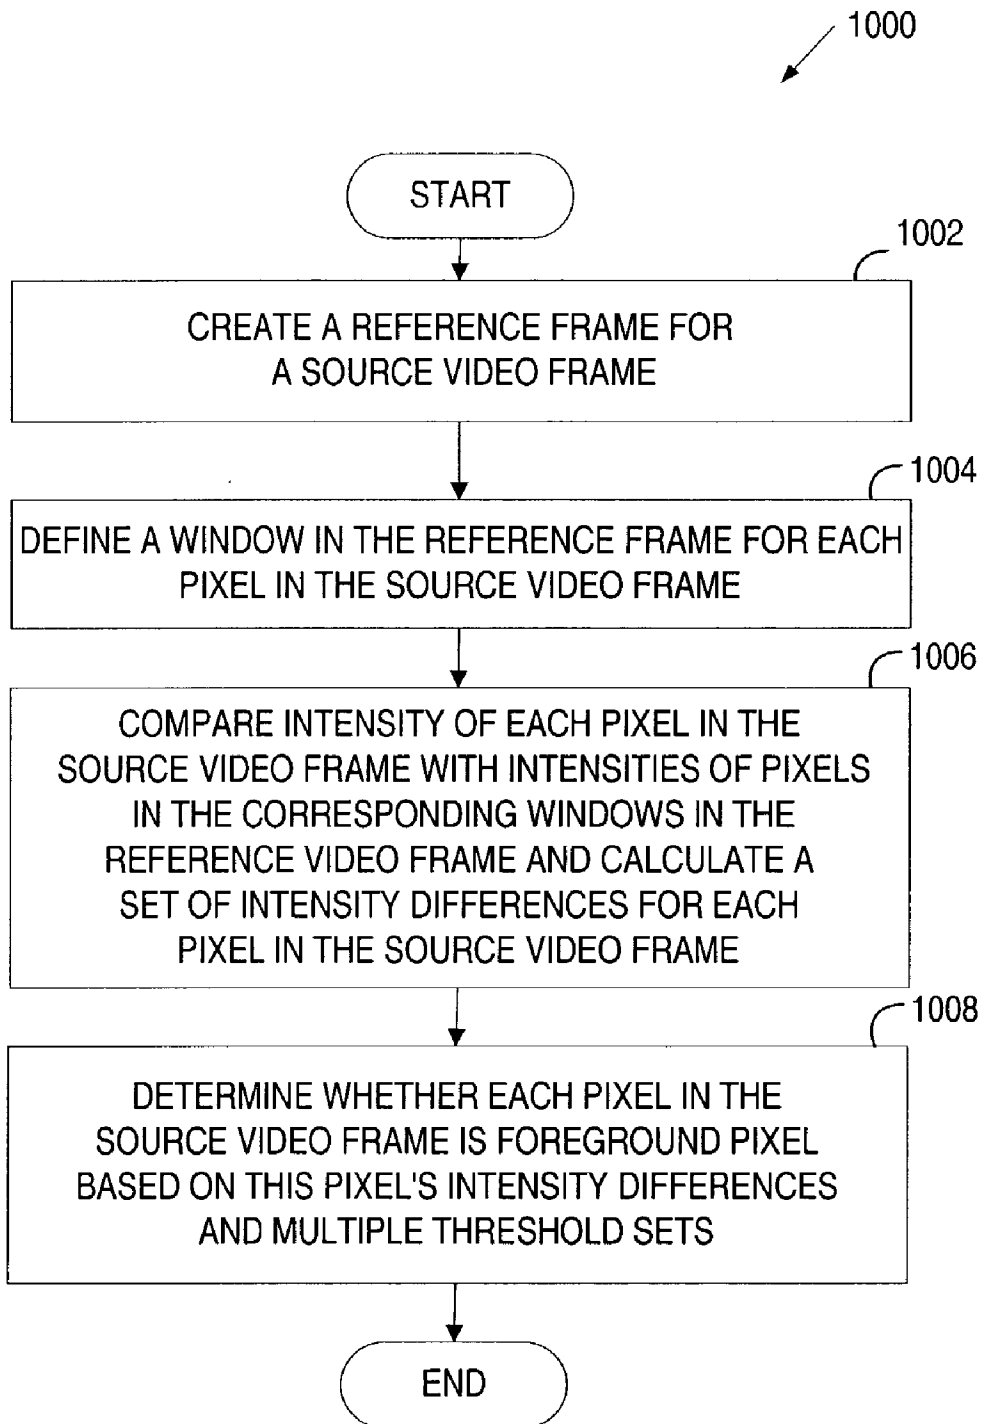 1000
START
1002
CREATE A REFERENCE FRAME FOR
A SOURCE VIDEO FRAME
1004
DEFINE A WINDOW IN THE REFERENCE FRAME FOR EACH
PIXEL IN THE SOURCE VIDEO FRAME
1006
COMPARE INTENSITY OF EACH PIXEL IN THE
SOURCE VIDEO FRAME WITH INTENSITIES OF PIXELS
IN THE CORRESPONDING WINDOWS IN THE
REFERENCE VIDEO FRAME AND CALCULATE A
SET OF INTENSITY DIFFERENCES FOR EACH
PIXEL IN THE SOURCE VIDEO FRAME
1008
DETERMINE WHETHER EACH PIXEL IN THE
SOURCE VIDEO FRAME IS FOREGROUND PIXEL
BASED ON THIS PIXEL'S INTENSITY DIFFERENCES
AND MULTIPLE THRESHOLD SETS
END